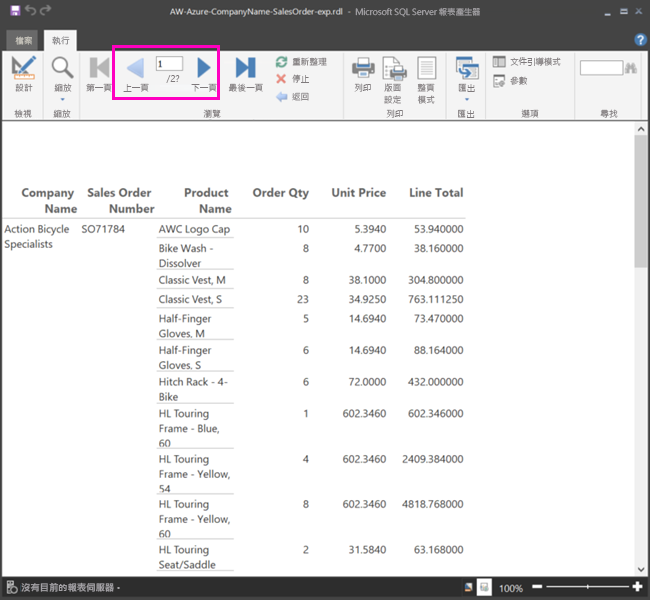 AW-Azure-CompanyName-SalesOrder-exp.rdl - Microsoft SQL Server 報表產生器
檔案 執行
設計 縮放 第一頁 上一頁 1 /2? 下一頁 最後一頁 重新整理 停止 返回 列印 版面設定 整頁模式 匯出 文件引導模式 參數
檢視 縮放 瀏覽 列印 匯出 選項 尋找
Company Name Sales Order Number Product Name Order Qty Unit Price Line Total
Action Bicycle Specialists SO71784 AWC Logo Cap 10 5.3940 53.940000
Bike Wash - Dissolver 8 4.7700 38.160000
Classic Vest, M 8 38.1000 304.800000
Classic Vest, S 23 34.9250 763.111250
Half-Finger Gloves, M 5 14.6940 73.470000
Half-Finger Gloves, S 6 14.6940 88.164000
Hitch Rack - 4-Bike 6 72.0000 432.000000
HL Touring Frame - Blue, 60 1 602.3460 602.346000
HL Touring Frame - Yellow, 54 4 602.3460 2409.384000
HL Touring Frame - Yellow, 60 8 602.3460 4818.768000
HL Touring Seat/Saddle 2 31.5840 63.168000
沒有目前的報表伺服器 100%